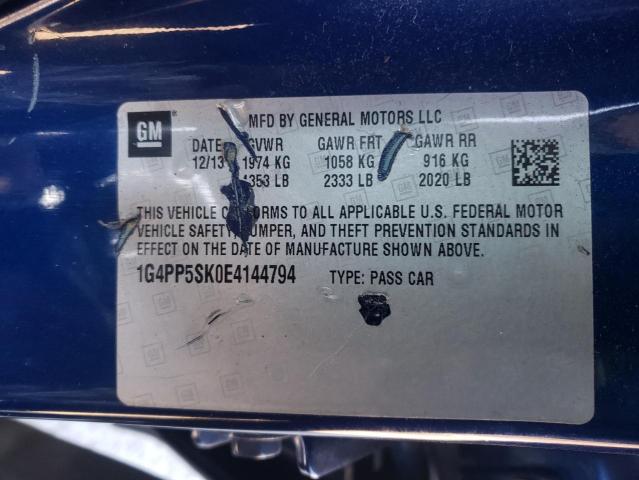 GM
MFD BY GENERAL MOTORS LLC
DATE GVWR GAWR FRT GAWR RR
12/13 1974 KG 1058 KG 916 KG
4353 LB 2333 LB 2020 LB
THIS VEHICLE CONFORMS TO ALL APPLICABLE U.S. FEDERAL MOTOR
VEHICLE SAFETY, BUMPER, AND THEFT PREVENTION STANDARDS IN
EFFECT ON THE DATE OF MANUFACTURE SHOWN ABOVE.
1G4PP5SK0E4144794 TYPE: PASS CAR